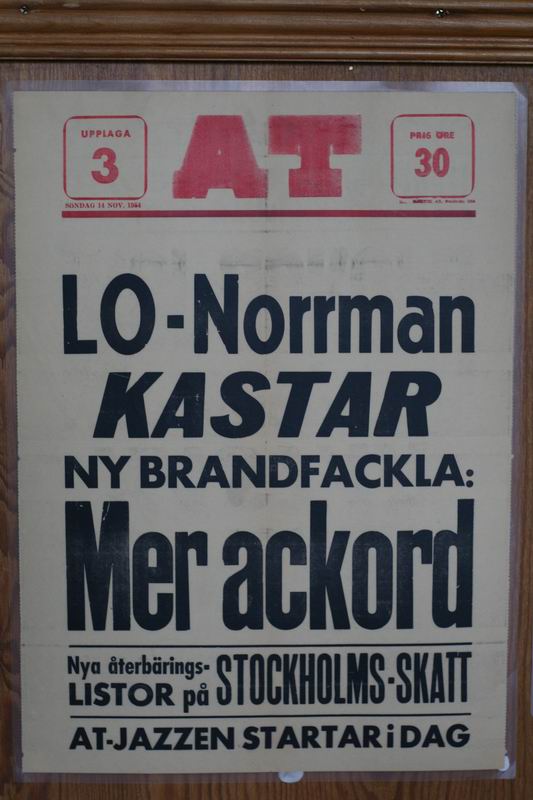 UPPLAGA
3
AT
PRIS ÖRE
30
SÖNDAG 14 NOV. 1954
LO-Norrman
KASTAR
NY BRANDFACKLA:
Mer ackord
Nya återbärings-
LISTOR på STOCKHOLMS-SKATT
AT-JAZZEN STARTAR i DAG